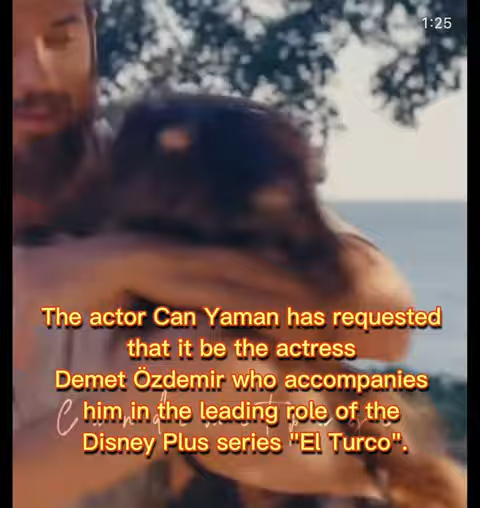 1:25
The actor Can Yaman has requested
that it be the actress
Demet Özdemir who accompanies
him in the leading role of the
Disney Plus series "El Turco".